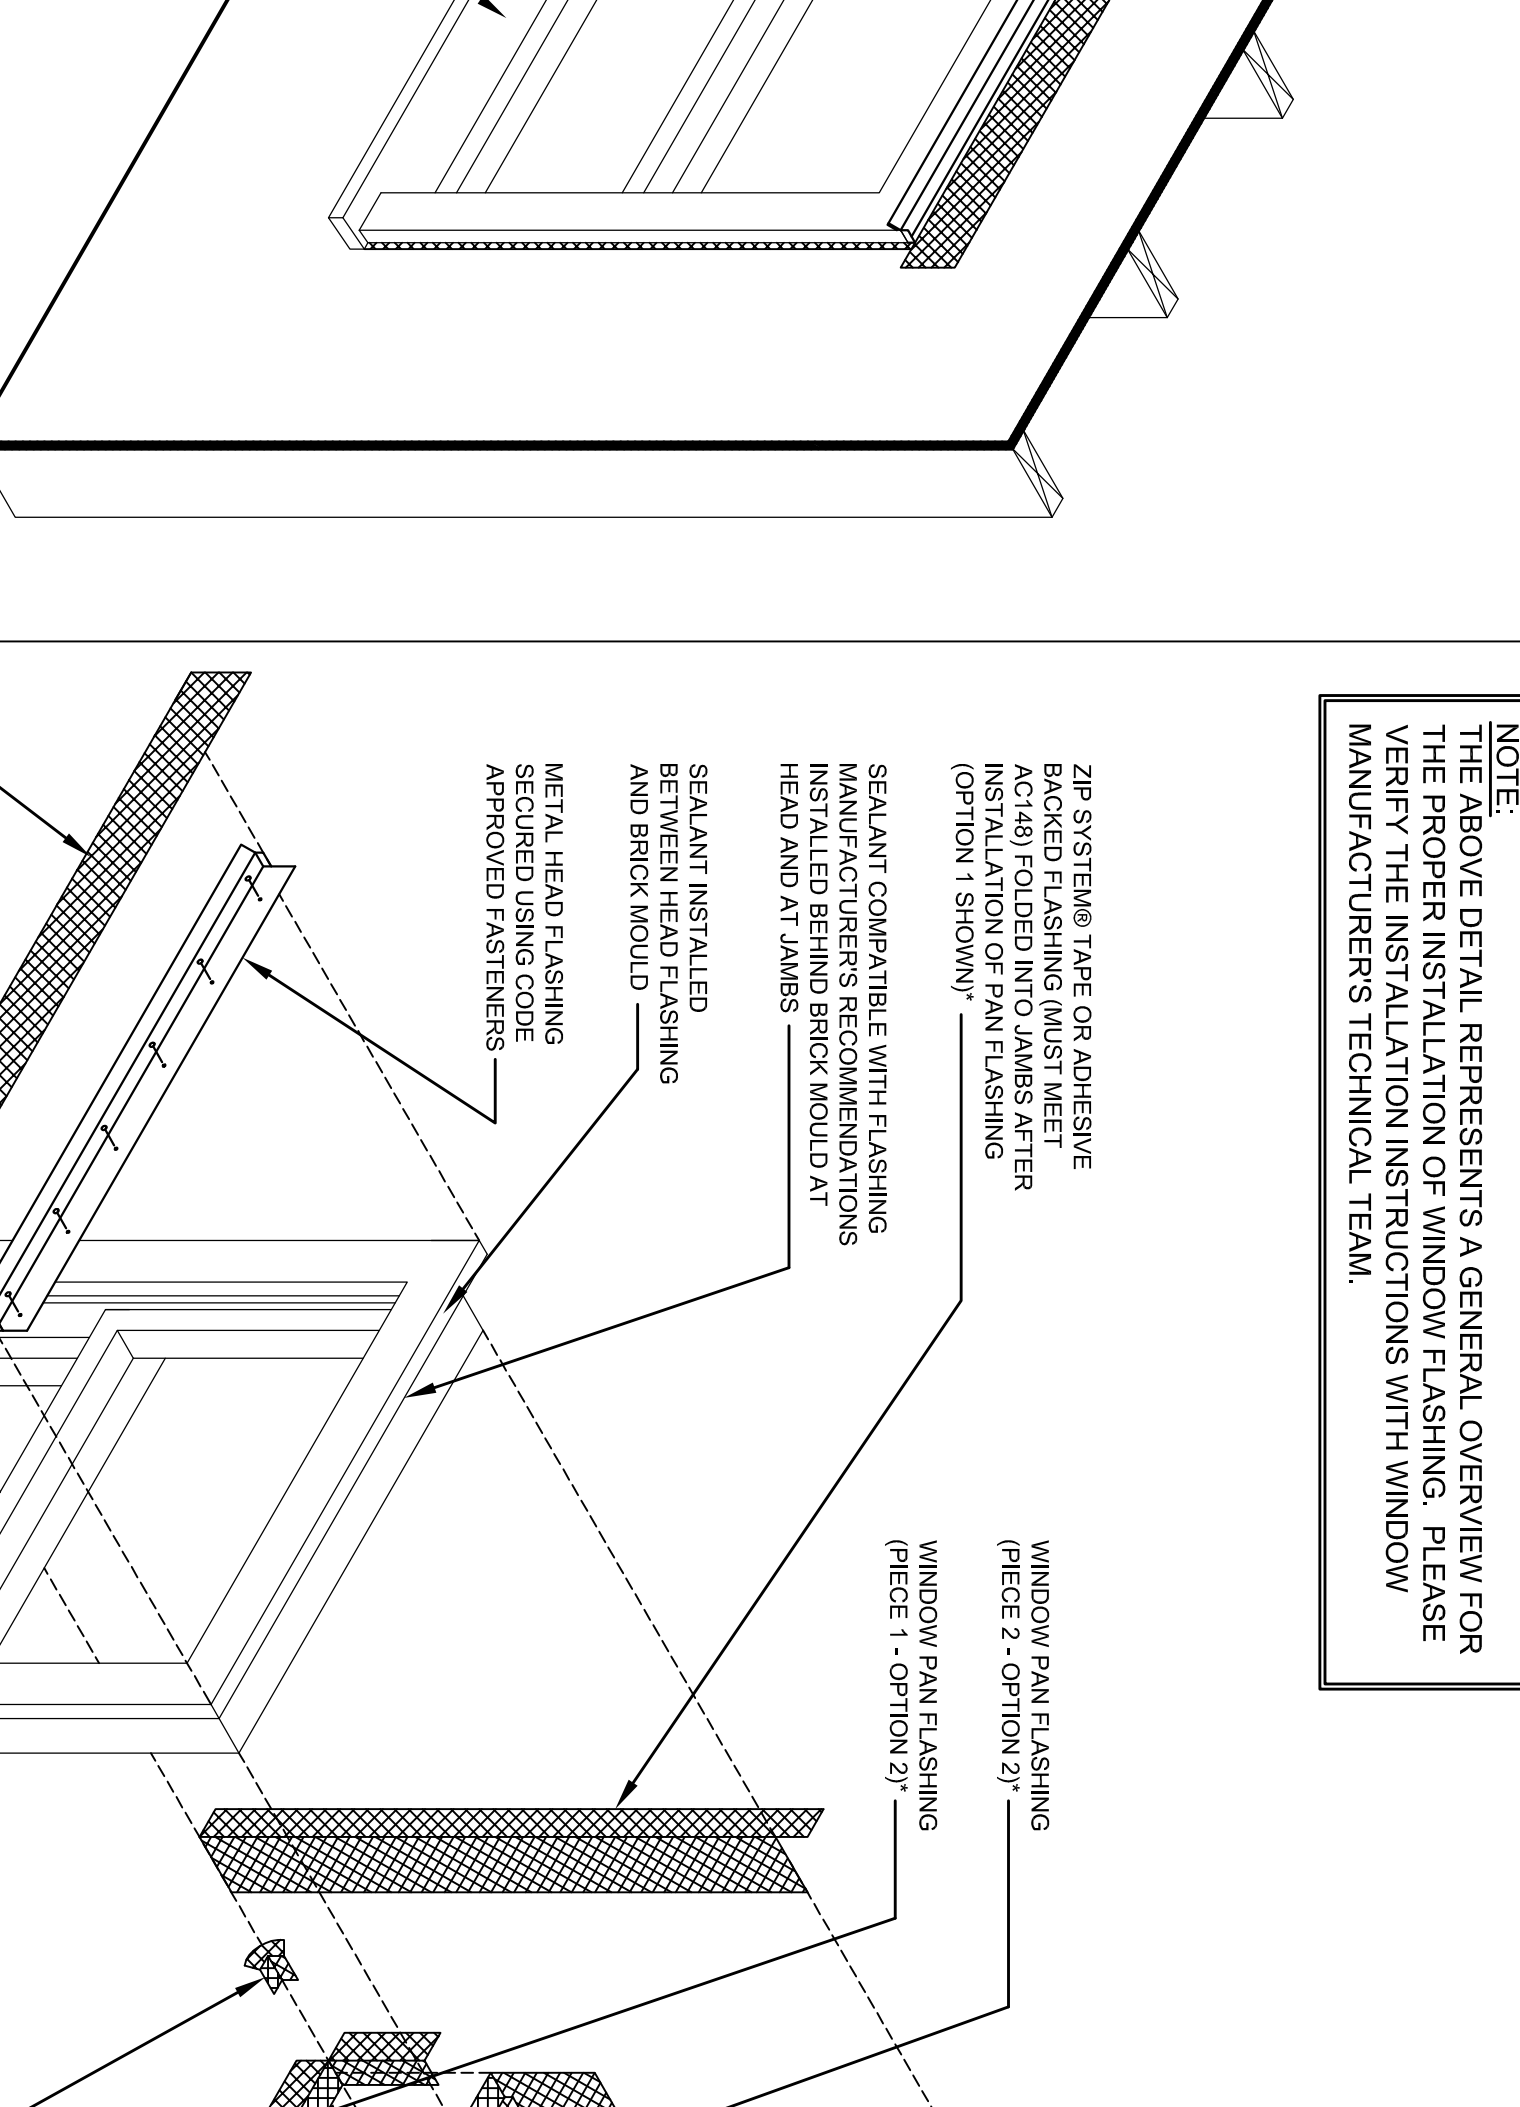 NOTE:
THE ABOVE DETAIL REPRESENTS A GENERAL OVERVIEW FOR
THE PROPER INSTALLATION OF WINDOW FLASHING. PLEASE
VERIFY THE INSTALLATION INSTRUCTIONS WITH WINDOW
MANUFACTURER'S TECHNICAL TEAM.
ZIP SYSTEM® TAPE OR ADHESIVE
BACKED FLASHING (MUST MEET
AC148) FOLDED INTO JAMBS AFTER
INSTALLATION OF PAN FLASHING
(OPTION 1 SHOWN)*
SEALANT COMPATIBLE WITH FLASHING
MANUFACTURER'S RECOMMENDATIONS
INSTALLED BEHIND BRICK MOULD AT
HEAD AND AT JAMBS
SEALANT INSTALLED
BETWEEN HEAD FLASHING
AND BRICK MOULD
METAL HEAD FLASHING
SECURED USING CODE
APPROVED FASTENERS
WINDOW PAN FLASHING
(PIECE 2 - OPTION 2)*
WINDOW PAN FLASHING
(PIECE 1 - OPTION 2)*